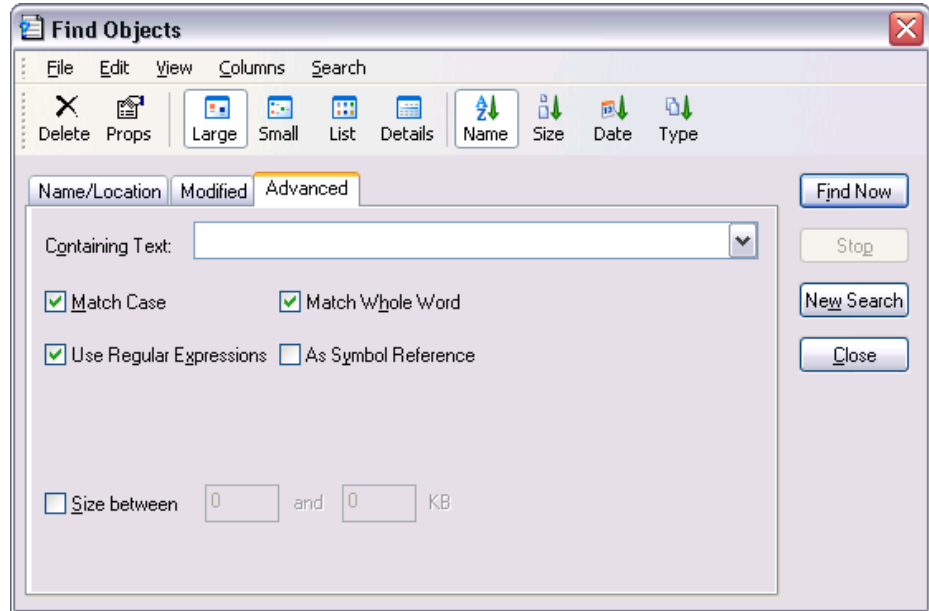 Find Objects
File Edit View Columns Search
Delete Props Large Small List Details Name Size Date Type
Name/Location Modified Advanced
Find Now
Containing Text:
Stop
Match Case Match Whole Word
New Search
Use Regular Expressions As Symbol Reference
Close
Size between 0 and 0 KB